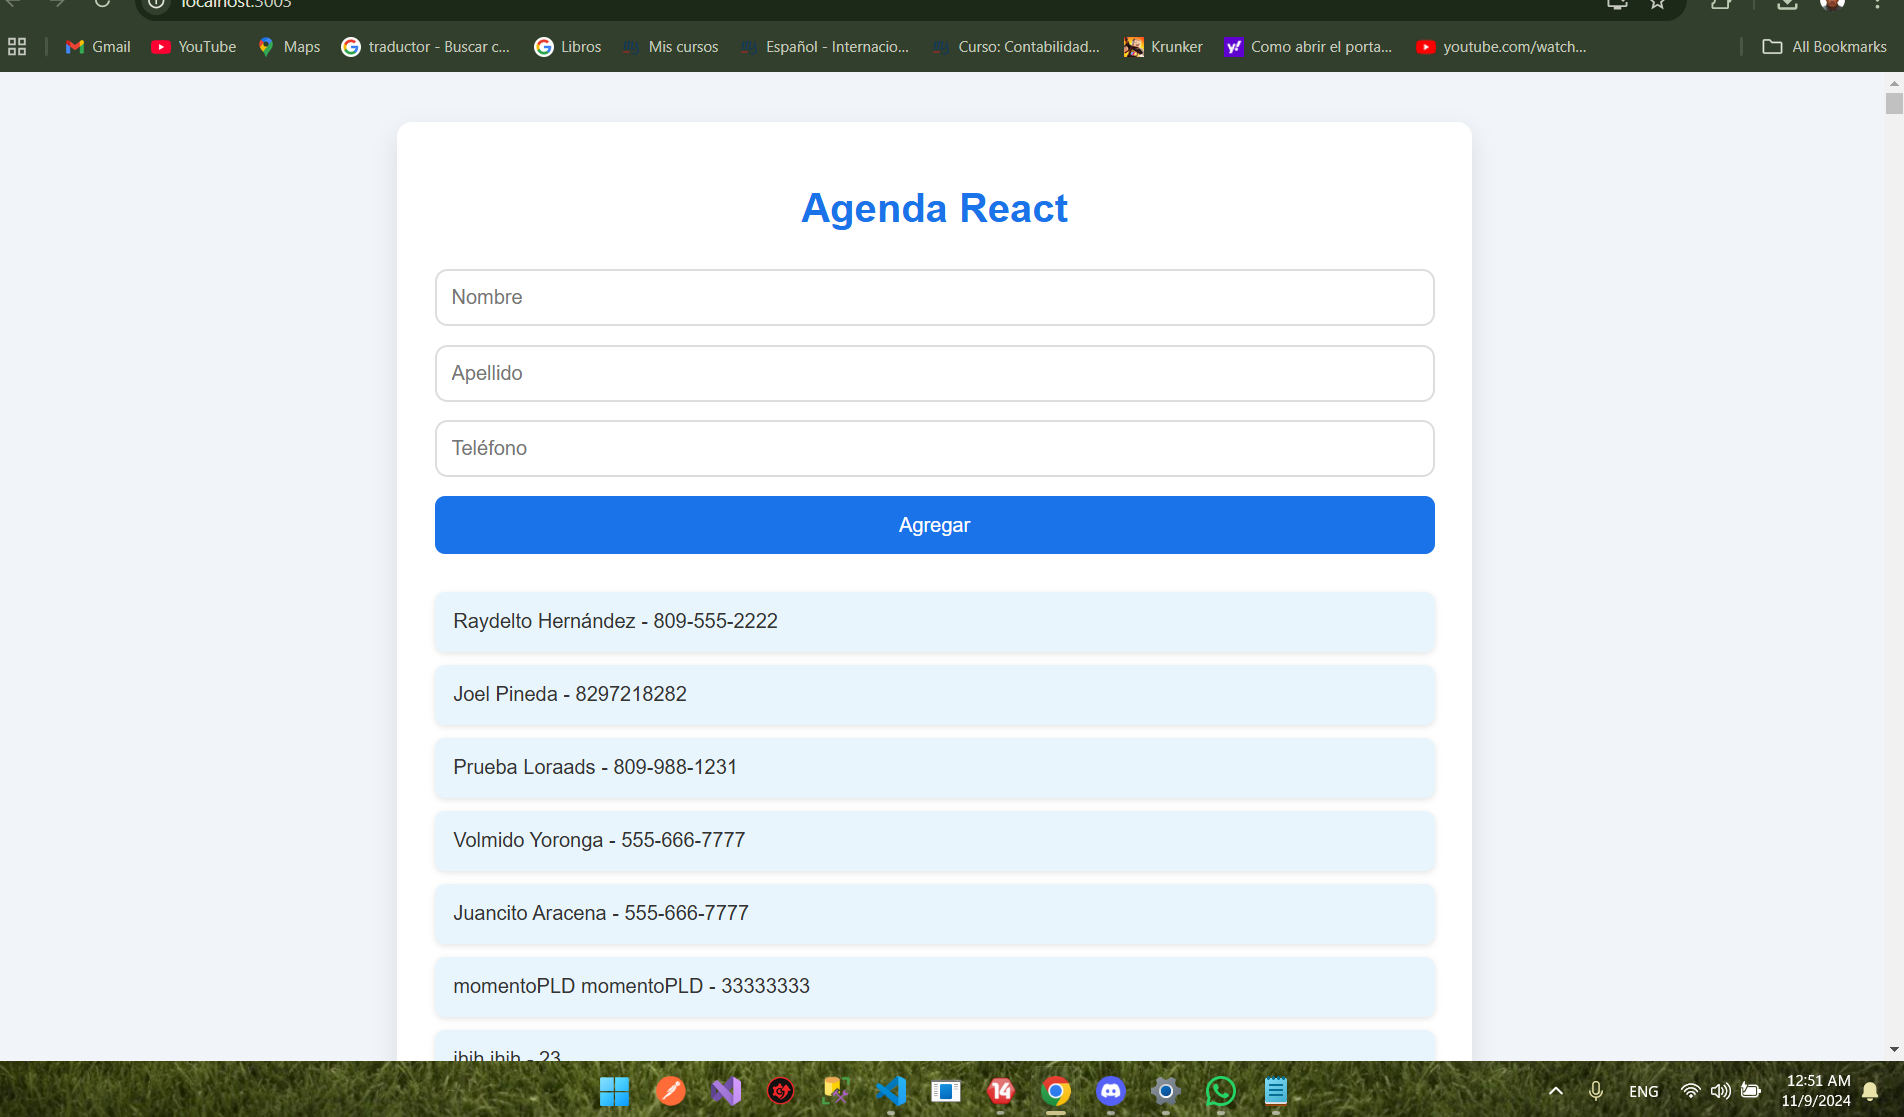 localhost:3003
Gmail YouTube Maps traductor - Buscar c... Libros Mis cursos Español - Internacio... Curso: Contabilidad... Krunker Como abrir el porta... youtube.com/watch... All Bookmarks
Agenda React
Nombre
Apellido
Teléfono
Agregar
Raydelto Hernández - 809-555-2222
Joel Pineda - 8297218282
Prueba Loraads - 809-988-1231
Volmido Yoronga - 555-666-7777
Juancito Aracena - 555-666-7777
momentoPLD momentoPLD - 33333333
jhjh jhjh - 23
14
ENG
12:51 AM
11/9/2024